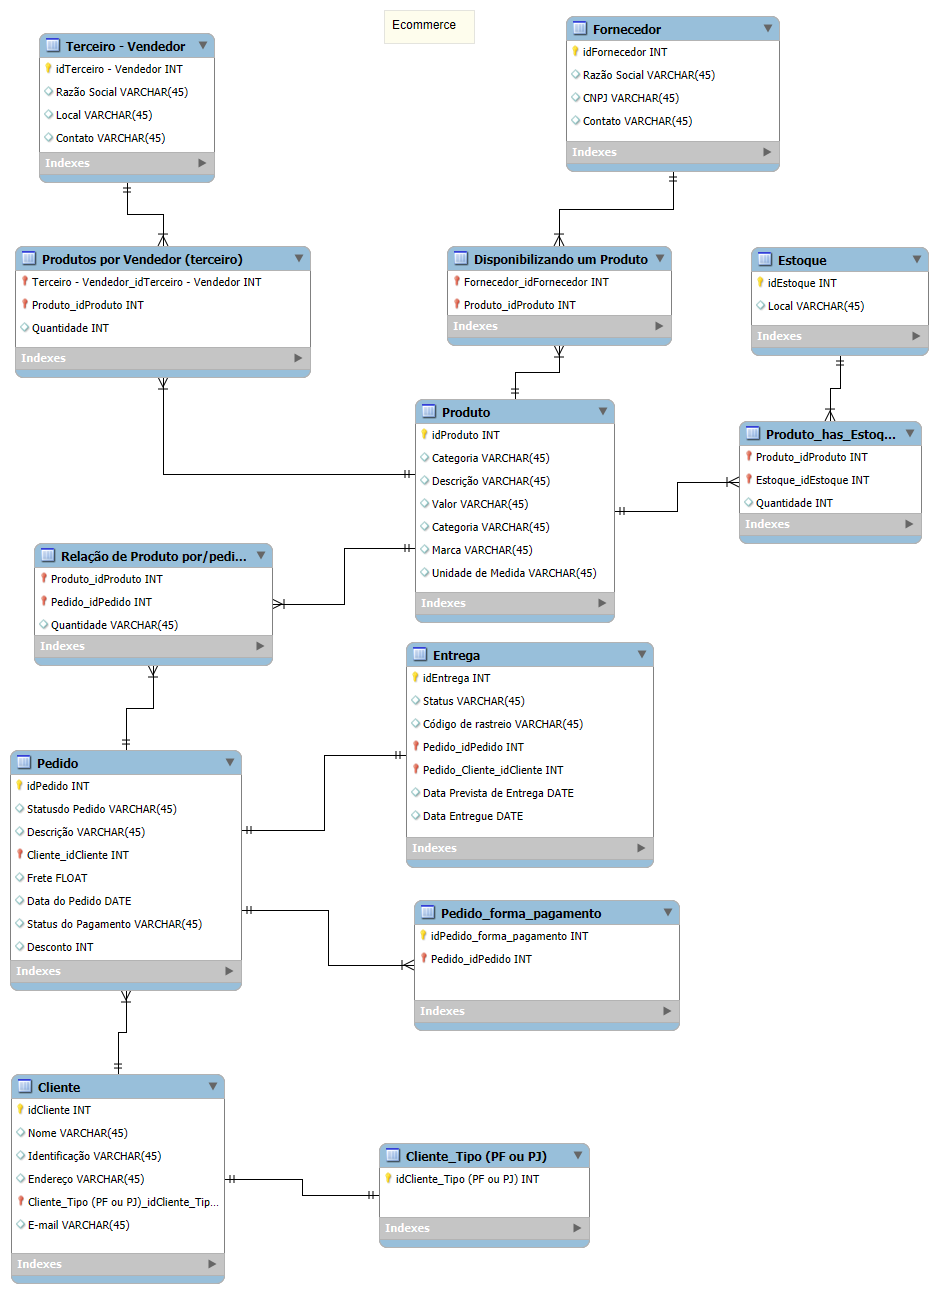 Ecommerce
Terceiro - Vendedor
idTerceiro - Vendedor INT
Razão Social VARCHAR(45)
Local VARCHAR(45)
Contato VARCHAR(45)
Indexes
Fornecedor
idFornecedor INT
Razão Social VARCHAR(45)
CNPJ VARCHAR(45)
Contato VARCHAR(45)
Indexes
Produtos por Vendedor (terceiro)
Terceiro - Vendedor_idTerceiro - Vendedor INT
Produto_idProduto INT
Quantidade INT
Indexes
Disponibilizando um Produto
Fornecedor_idFornecedor INT
Produto_idProduto INT
Indexes
Estoque
idEstoque INT
Local VARCHAR(45)
Indexes
Produto
idProduto INT
Categoria VARCHAR(45)
Descrição VARCHAR(45)
Valor VARCHAR(45)
Categoria VARCHAR(45)
Marca VARCHAR(45)
Unidade de Medida VARCHAR(45)
Indexes
Produto_has_Estoq...
Produto_idProduto INT
Estoque_idEstoque INT
Quantidade INT
Indexes
Relação de Produto por/pedi...
Produto_idProduto INT
Pedido_idPedido INT
Quantidade VARCHAR(45)
Indexes
Entrega
idEntrega INT
Status VARCHAR(45)
Código de rastreio VARCHAR(45)
Pedido_idPedido INT
Pedido_Cliente_idCliente INT
Data Prevista de Entrega DATE
Data Entregue DATE
Indexes
Pedido
idPedido INT
Statusdo Pedido VARCHAR(45)
Descrição VARCHAR(45)
Cliente_idCliente INT
Frete FLOAT
Data do Pedido DATE
Status do Pagamento VARCHAR(45)
Desconto INT
Indexes
Pedido_forma_pagamento
idPedido_forma_pagamento INT
Pedido_idPedido INT
Indexes
Cliente
idCliente INT
Nome VARCHAR(45)
Identificação VARCHAR(45)
Endereço VARCHAR(45)
Cliente_Tipo (PF ou PJ)_idCliente_Tip...
E-mail VARCHAR(45)
Indexes
Cliente_Tipo (PF ou PJ)
idCliente_Tipo (PF ou PJ) INT
Indexes